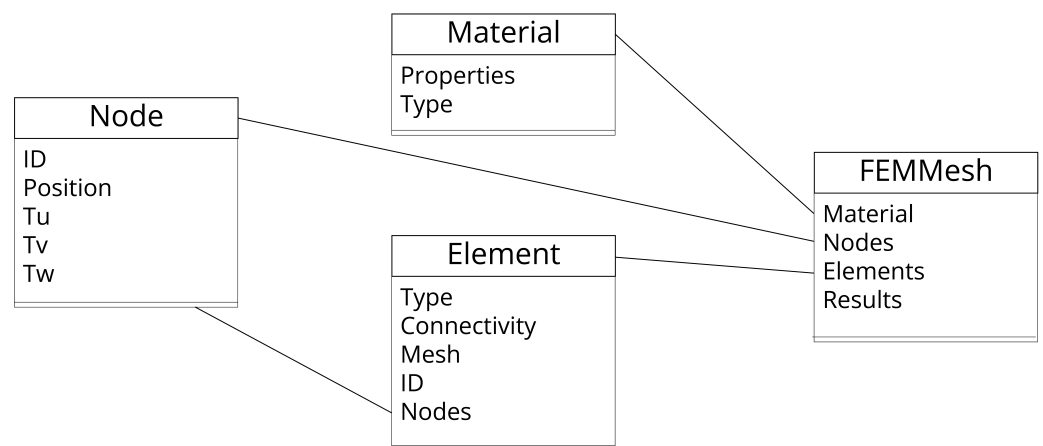 Material
Properties
Type
Node
ID
Position
Tu
Tv
Tw
FEMMesh
Material
Nodes
Elements
Results
Element
Type
Connectivity
Mesh
ID
Nodes